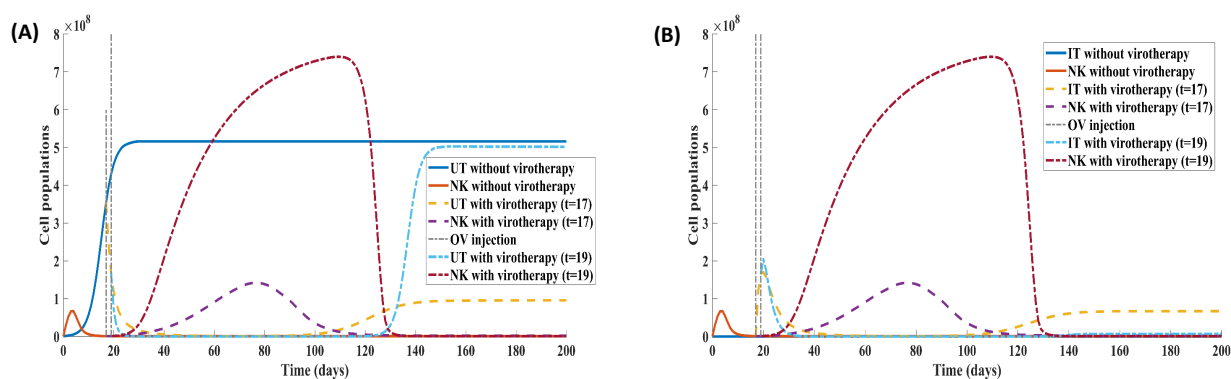 (A)
×10^8
8
7
6
5
4
3
2
1
0
Cell populations
0 20 40 60 80 100 120 140 160 180 200
Time (days)
UT without virotherapy
NK without virotherapy
UT with virotherapy (t=17)
NK with virotherapy (t=17)
OV injection
UT with virotherapy (t=19)
NK with virotherapy (t=19)
(B)
×10^8
8
7
6
5
4
3
2
1
0
Cell populations
0 20 40 60 80 100 120 140 160 180 200
Time (days)
IT without virotherapy
NK without virotherapy
IT with virotherapy (t=17)
NK with virotherapy (t=17)
OV injection
IT with virotherapy (t=19)
NK with virotherapy (t=19)